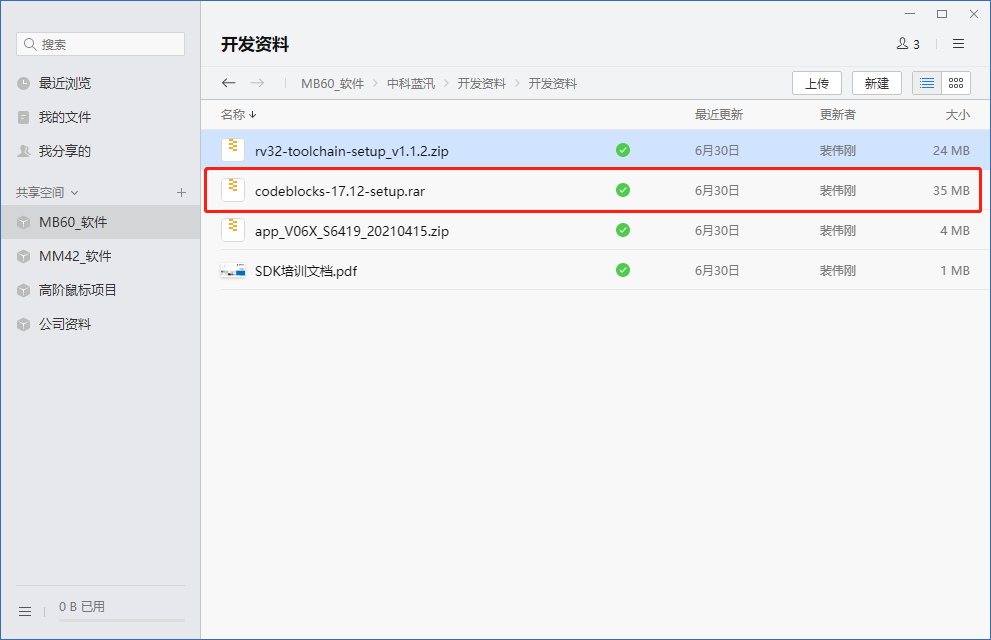 搜索
最近浏览
我的文件
我分享的
共享空间
MB60_软件
MM42_软件
高阶鼠标项目
公司资料
0 B 已用
开发资料
3
MB60_软件 中科蓝汛 开发资料 开发资料
上传 新建
名称 最近更新 更新者 大小
rv32-toolchain-setup_v1.1.2.zip 6月30日 裴伟刚 24 MB
codeblocks-17.12-setup.rar 6月30日 裴伟刚 35 MB
app_V06X_S6419_20210415.zip 6月30日 裴伟刚 4 MB
SDK培训文档.pdf 6月30日 裴伟刚 1 MB